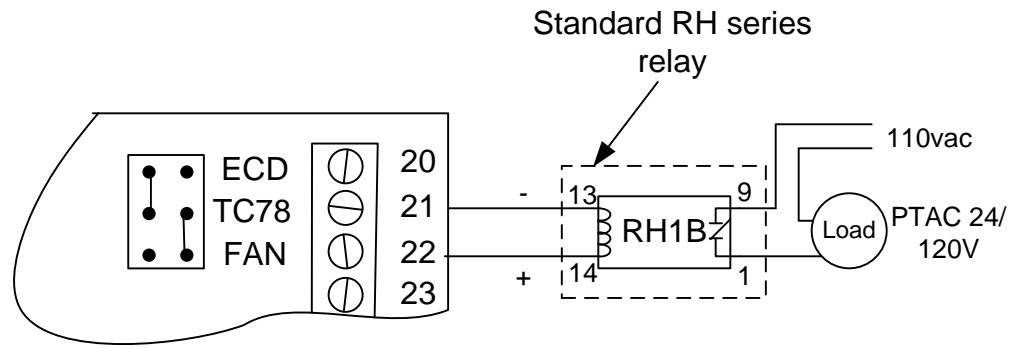 Standard RH series
relay
ECD
TC78
FAN
20
21
22
23
-
+
13
14
RH1B
9
1
110vac
Load
PTAC 24/
120V